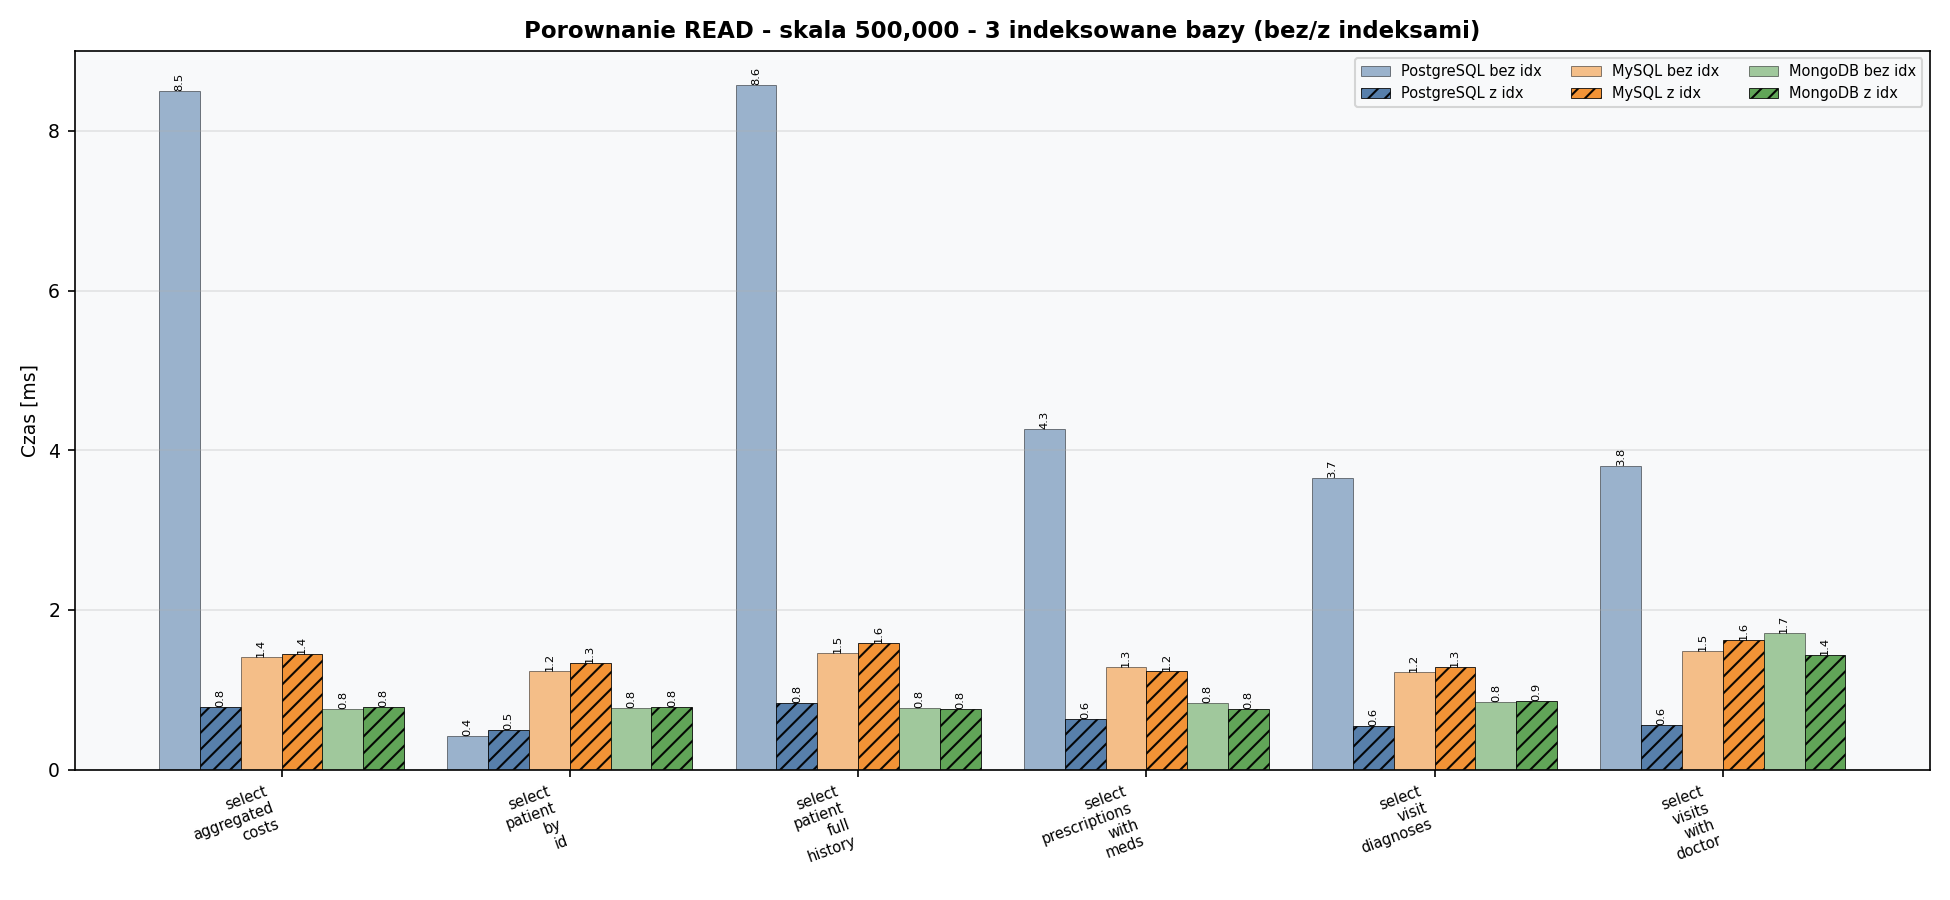 Porownanie READ - skala 500,000 - 3 indeksowane bazy (bez/z indeksami)
PostgreSQL bez idx
PostgreSQL z idx
MySQL bez idx
MySQL z idx
MongoDB bez idx
MongoDB z idx
Czas [ms]
8
6
4
2
0
8.5
0.8
1.4
1.4
0.8
0.8
0.4
0.5
1.2
1.3
0.8
0.8
8.6
0.8
1.5
1.6
0.8
0.8
4.3
0.6
1.3
1.2
0.8
0.8
3.7
0.6
1.2
1.3
0.8
0.9
3.8
0.6
1.5
1.6
1.7
1.4
select
aggregated
costs
select
patient
by
id
select
patient
full
history
select
prescriptions
with
meds
select
visit
diagnoses
select
visits
with
doctor